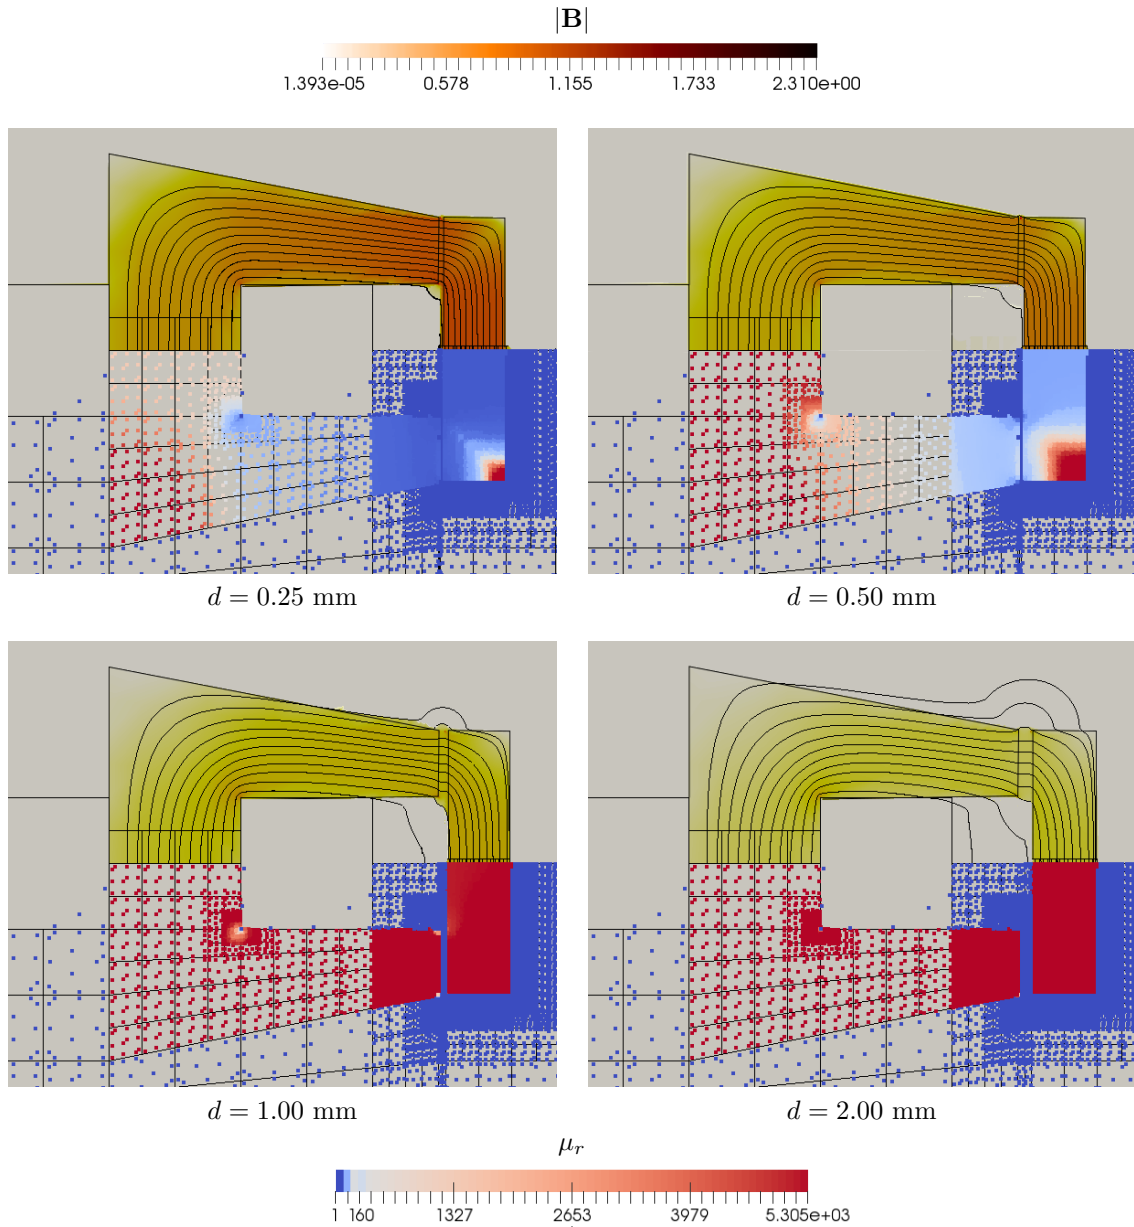 |B|
1.393e-05 0.578 1.155 1.733 2.310e+00
d = 0.25 mm d = 0.50 mm
d = 1.00 mm d = 2.00 mm
μr
1 160 1327 2653 3979 5.305e+03